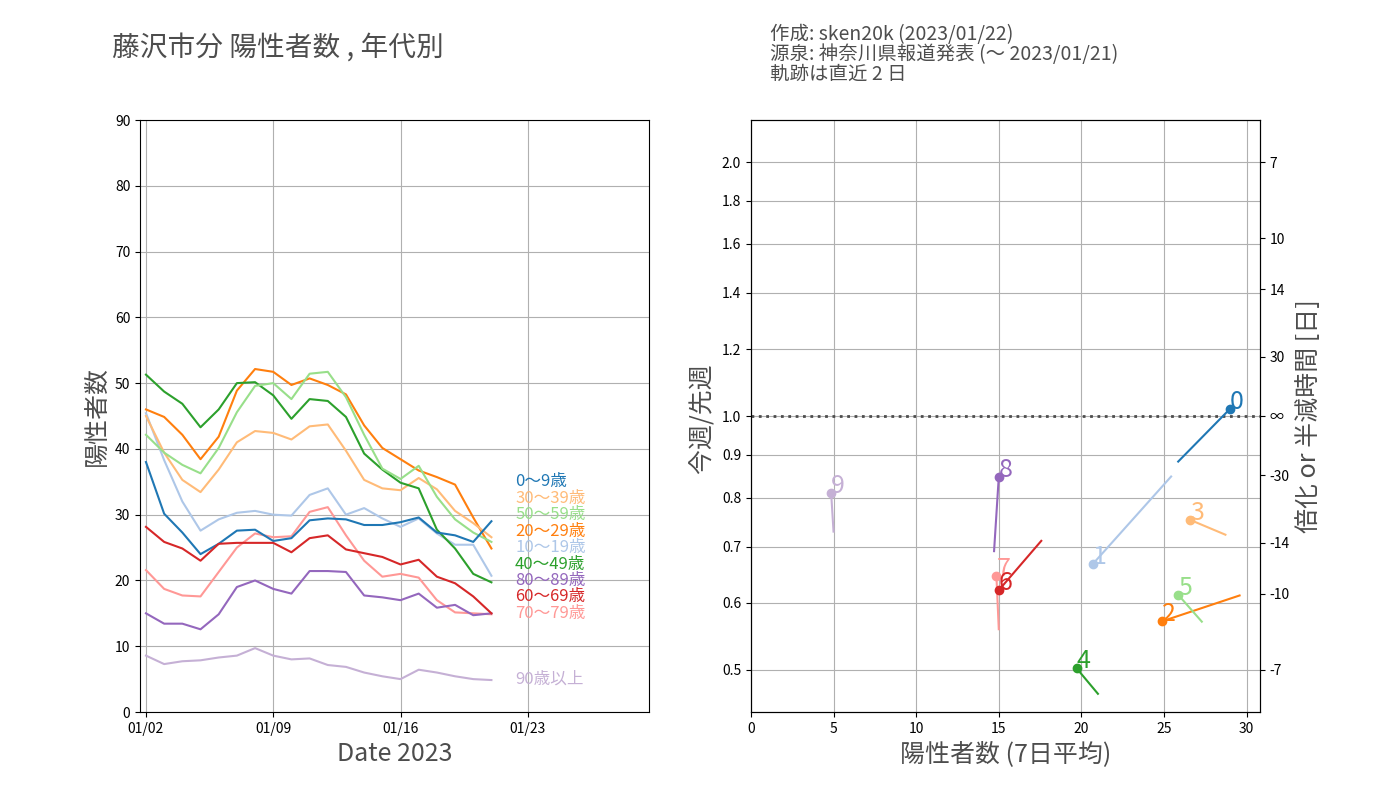 藤沢市分 陽性者数 , 年代別
作成: sken20k (2023/01/22)
源泉: 神奈川県報道発表 (～ 2023/01/21)
軌跡は直近 2 日
陽性者数
90
80
70
60
50
40
30
20
10
0
01/02
01/09
01/16
01/23
Date 2023
0～9歳
30～39歳
50～59歳
20～29歳
10～19歳
40～49歳
80～89歳
60～69歳
70～79歳
90歳以上
今週/先週
2.0
1.8
1.6
1.4
1.2
1.0
0.9
0.8
0.7
0.6
0.5
0
5
10
15
20
25
30
陽性者数 (7日平均)
0
8
9
3
1
7
6
5
2
4
7
10
14
30
∞
-30
-14
-10
-7
倍化 or 半減時間 [日]